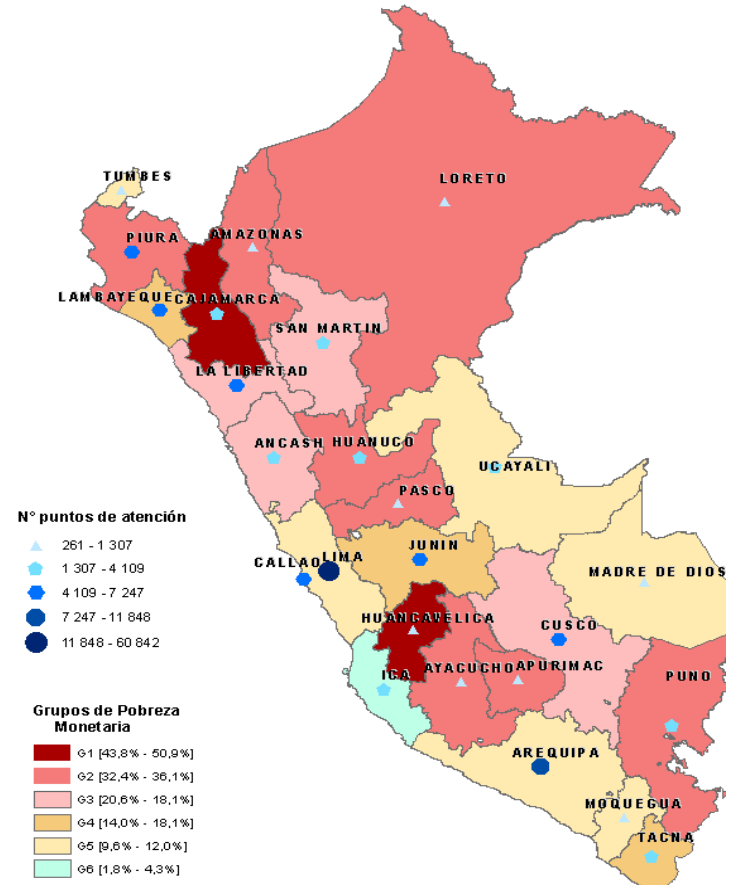 TUMBES
LORETO
PIURA
AMAZONAS
LAMBAYEQUE
CAJAMARCA
SAN MARTIN
LA LIBERTAD
ANCASH
HUANUCO
UCAYALI
PASCO
JUNIN
CALLAO
LIMA
MADRE DE DIOS
HUANCAVELICA
CUSCO
ICA
AYACUCHO
APURIMAC
PUNO
AREQUIPA
MOQUEGUA
TACNA
N° puntos de atención
261 - 1 307
1 307 - 4 109
4 109 - 7 247
7 247 - 11 848
11 848 - 60 842
Grupos de Pobreza
Monetaria
G1 [43,8% - 50,9%]
G2 [32,4% - 36,1%]
G3 [20,6% - 18,1%]
G4 [14,0% - 18,1%]
G5 [9,6% - 12,0%]
G6 [1,8% - 4,3%]